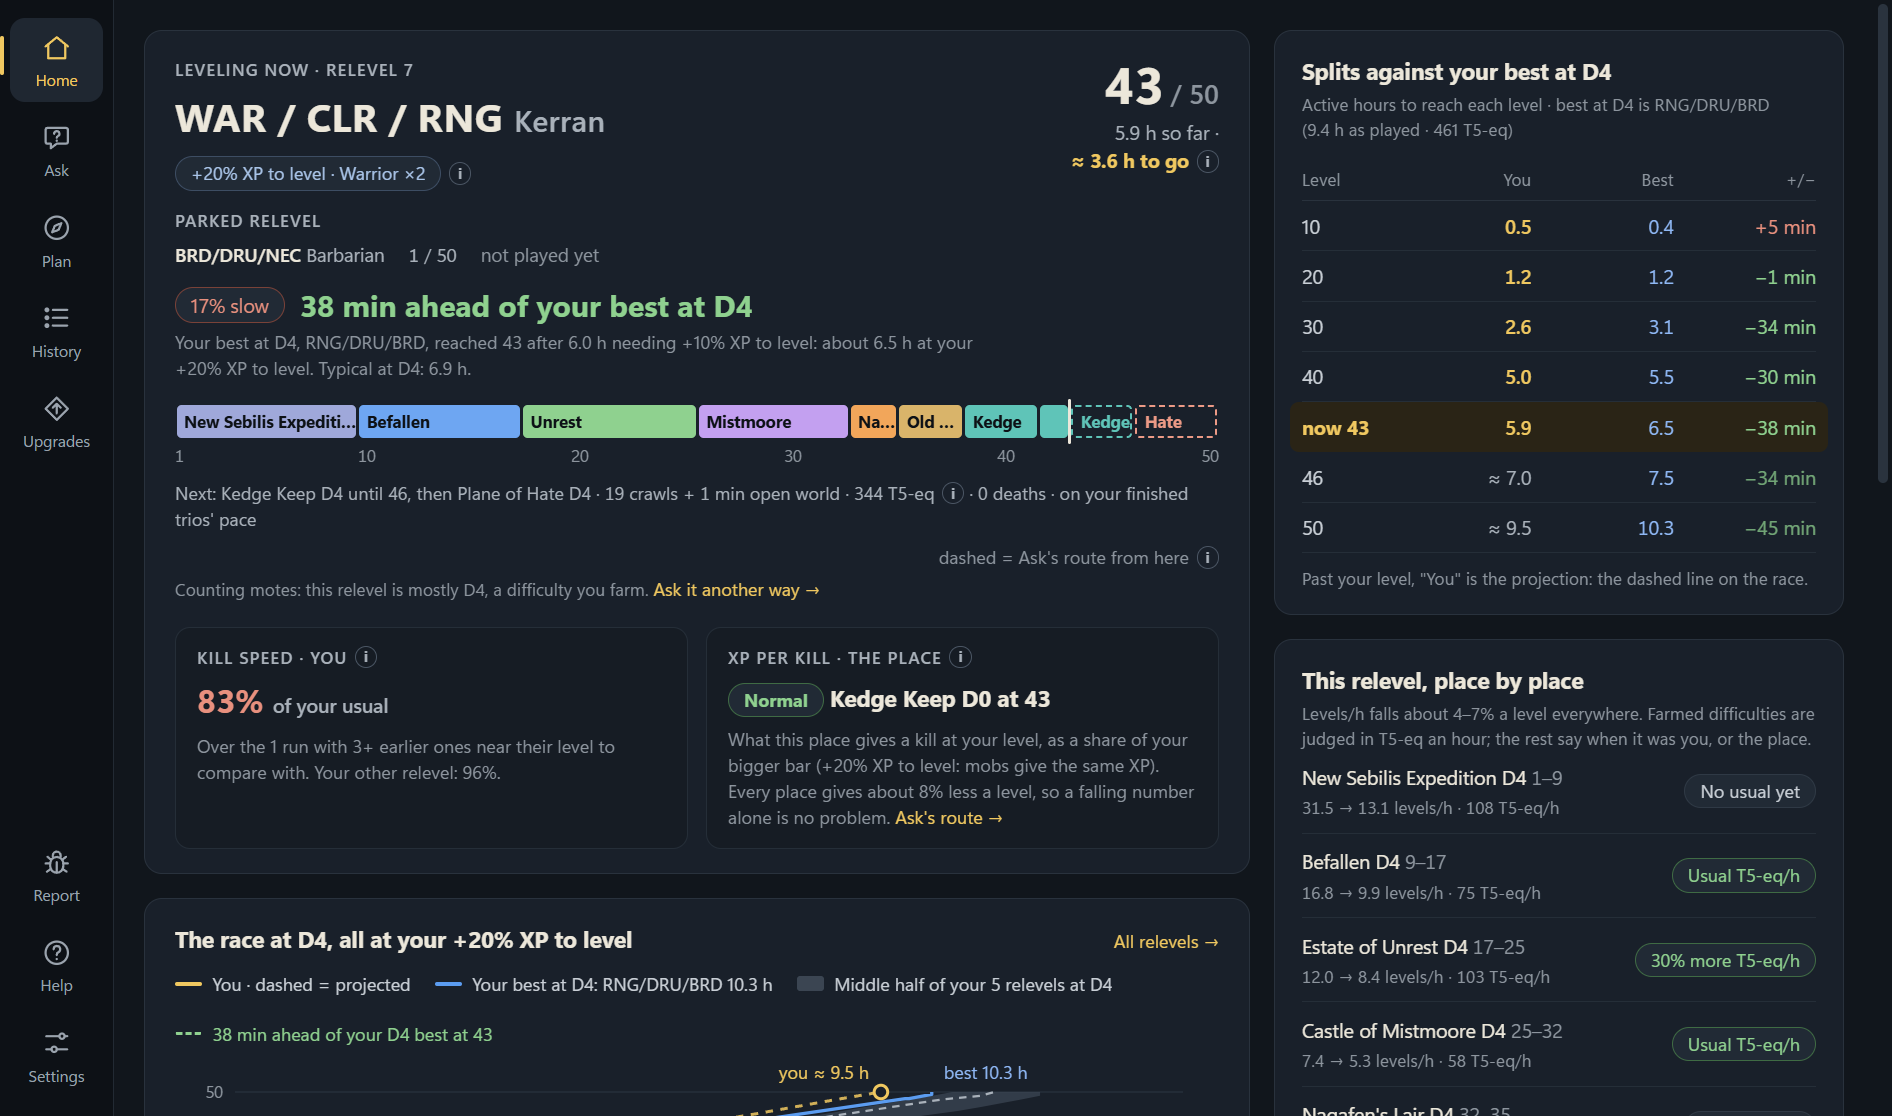 Home
Ask
Plan
History
Upgrades
Report
Help
Settings
LEVELING NOW · RELEVEL 7
WAR / CLR / RNG Kerran
+20% XP to level · Warrior ×2 i
43 / 50
5.9 h so far ·
≈ 3.6 h to go i
PARKED RELEVEL
BRD/DRU/NEC Barbarian 1 / 50 not played yet
17% slow 38 min ahead of your best at D4
Your best at D4, RNG/DRU/BRD, reached 43 after 6.0 h needing +10% XP to level: about 6.5 h at your
+20% XP to level. Typical at D4: 6.9 h.
New Sebilis Expediti... Befallen Unrest Mistmoore Na... Old ... Kedge Kedge Hate
1 10 20 30 40 50
Next: Kedge Keep D4 until 46, then Plane of Hate D4 · 19 crawls + 1 min open world · 344 T5-eq i · 0 deaths · on your finished
trios' pace
dashed = Ask's route from here i
Counting motes: this relevel is mostly D4, a difficulty you farm. Ask it another way →
KILL SPEED · YOU i
83% of your usual
Over the 1 run with 3+ earlier ones near their level to
compare with. Your other relevel: 96%.
XP PER KILL · THE PLACE i
Normal Kedge Keep D0 at 43
What this place gives a kill at your level, as a share of your
bigger bar (+20% XP to level: mobs give the same XP).
Every place gives about 8% less a level, so a falling number
alone is no problem. Ask's route →
The race at D4, all at your +20% XP to level
All relevels →
You · dashed = projected Your best at D4: RNG/DRU/BRD 10.3 h Middle half of your 5 relevels at D4
38 min ahead of your D4 best at 43
you ≈ 9.5 h best 10.3 h
50
Splits against your best at D4
Active hours to reach each level · best at D4 is RNG/DRU/BRD
(9.4 h as played · 461 T5-eq)
Level You Best +/−
10 0.5 0.4 +5 min
20 1.2 1.2 −1 min
30 2.6 3.1 −34 min
40 5.0 5.5 −30 min
now 43 5.9 6.5 −38 min
46 ≈ 7.0 7.5 −34 min
50 ≈ 9.5 10.3 −45 min
Past your level, "You" is the projection: the dashed line on the race.
This relevel, place by place
Levels/h falls about 4–7% a level everywhere. Farmed difficulties are
judged in T5-eq an hour; the rest say when it was you, or the place.
New Sebilis Expedition D4 1–9
31.5 → 13.1 levels/h · 108 T5-eq/h
No usual yet
Befallen D4 9–17
16.8 → 9.9 levels/h · 75 T5-eq/h
Usual T5-eq/h
Estate of Unrest D4 17–25
12.0 → 8.4 levels/h · 103 T5-eq/h
30% more T5-eq/h
Castle of Mistmoore D4 25–32
7.4 → 5.3 levels/h · 58 T5-eq/h
Usual T5-eq/h
Nagafen's Lair D4 32–35